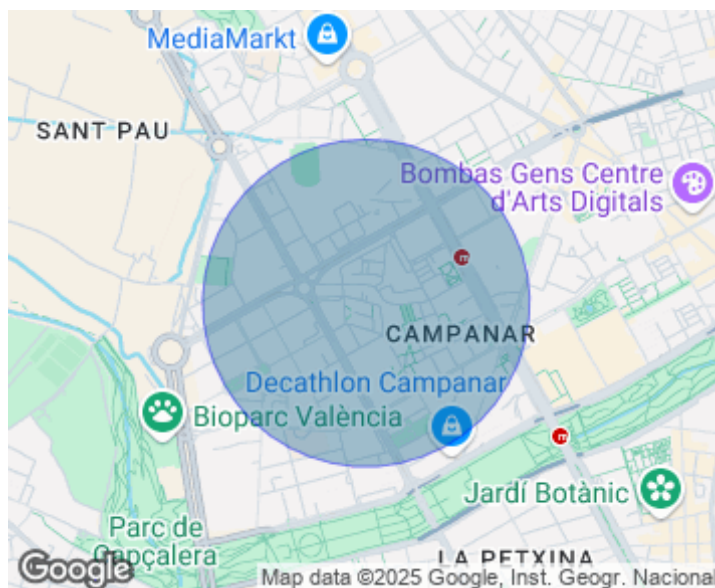 MediaMarkt
SANT PAU
Bombas Gens Centre
d'Arts Digitals
CAMPANAR
Decathlon Campanar
Bioparc València
Jardí Botànic
Parc de
Capçalera
LA PETXINA
Google
Map data ©2025 Google, Inst. Geogr. Nacional